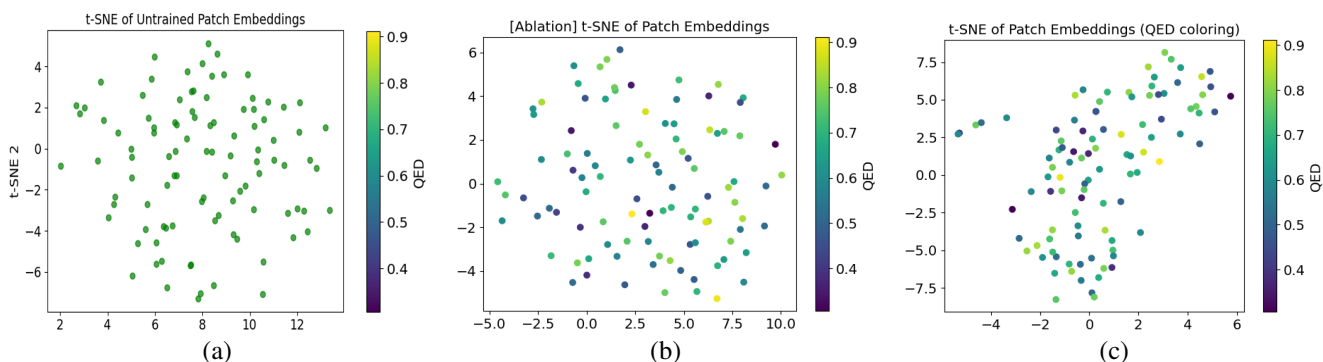 t-SNE of Untrained Patch Embeddings
t-SNE 2
4
2
0
−2
−4
−6
2 4 6 8 10 12
0.9
0.8
0.7
0.6
0.5
0.4
QED
(a)
[Ablation] t-SNE of Patch Embeddings
6
4
2
0
−2
−4
−5.0 −2.5 0.0 2.5 5.0 7.5 10.0
0.9
0.8
0.7
0.6
0.5
0.4
QED
(b)
t-SNE of Patch Embeddings (QED coloring)
7.5
5.0
2.5
0.0
−2.5
−5.0
−7.5
−4 −2 0 2 4 6
0.9
0.8
0.7
0.6
0.5
0.4
QED
(c)